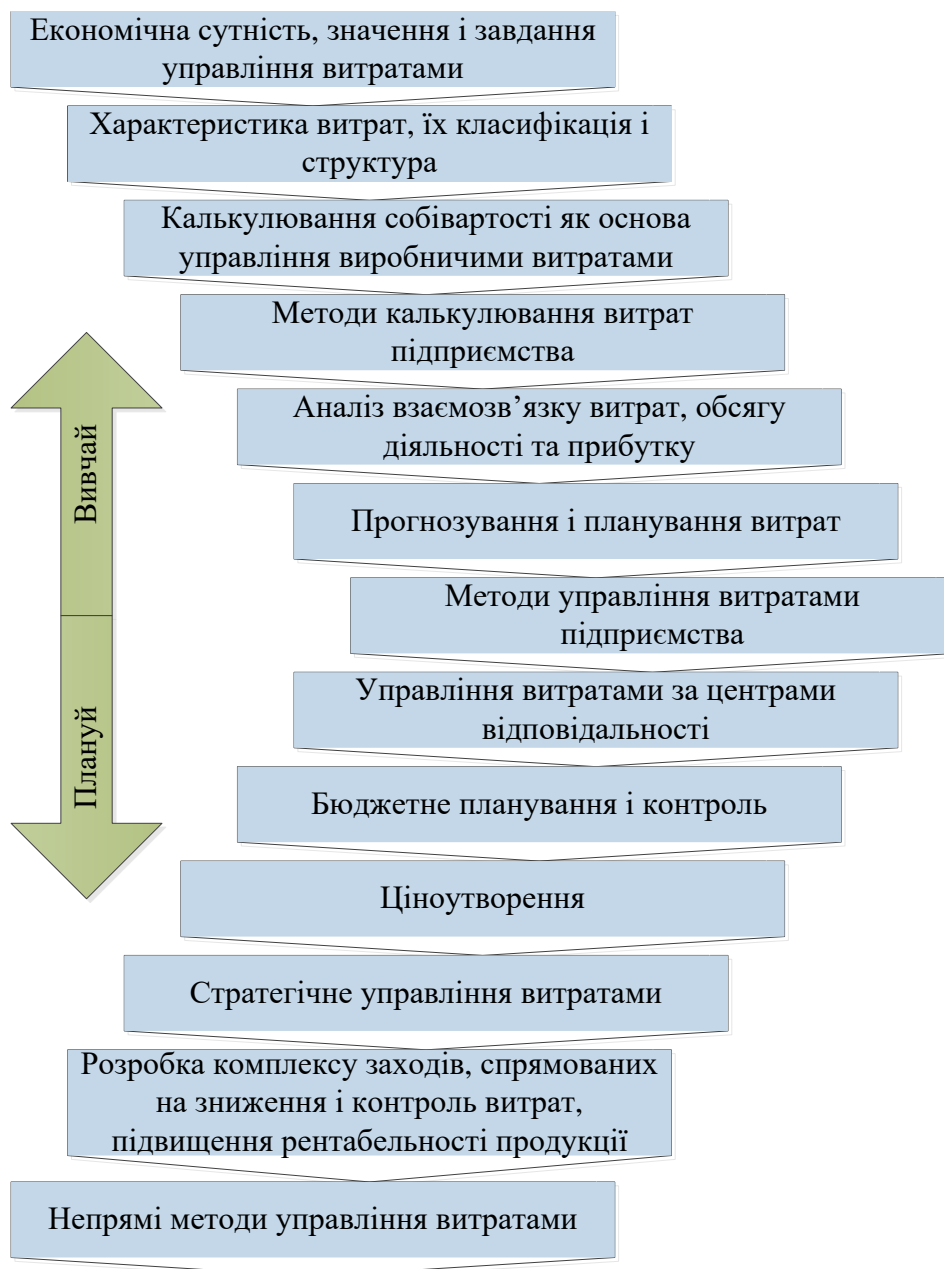 Економічна сутність, значення і завдання
управління витратами
Характеристика витрат, їх класифікація і
структура
Калькулювання собівартості як основа
управління виробничими витратами
Методи калькулювання витрат
підприємства
Аналіз взаємозв’язку витрат, обсягу
діяльності та прибутку
Вивчай
Прогнозування і планування витрат
Методи управління витратами
підприємства
Управління витратами за центрами
відповідальності
Плануй
Бюджетне планування і контроль
Ціноутворення
Стратегічне управління витратами
Розробка комплексу заходів, спрямованих
на зниження і контроль витрат,
підвищення рентабельності продукції
Непрямі методи управління витратами